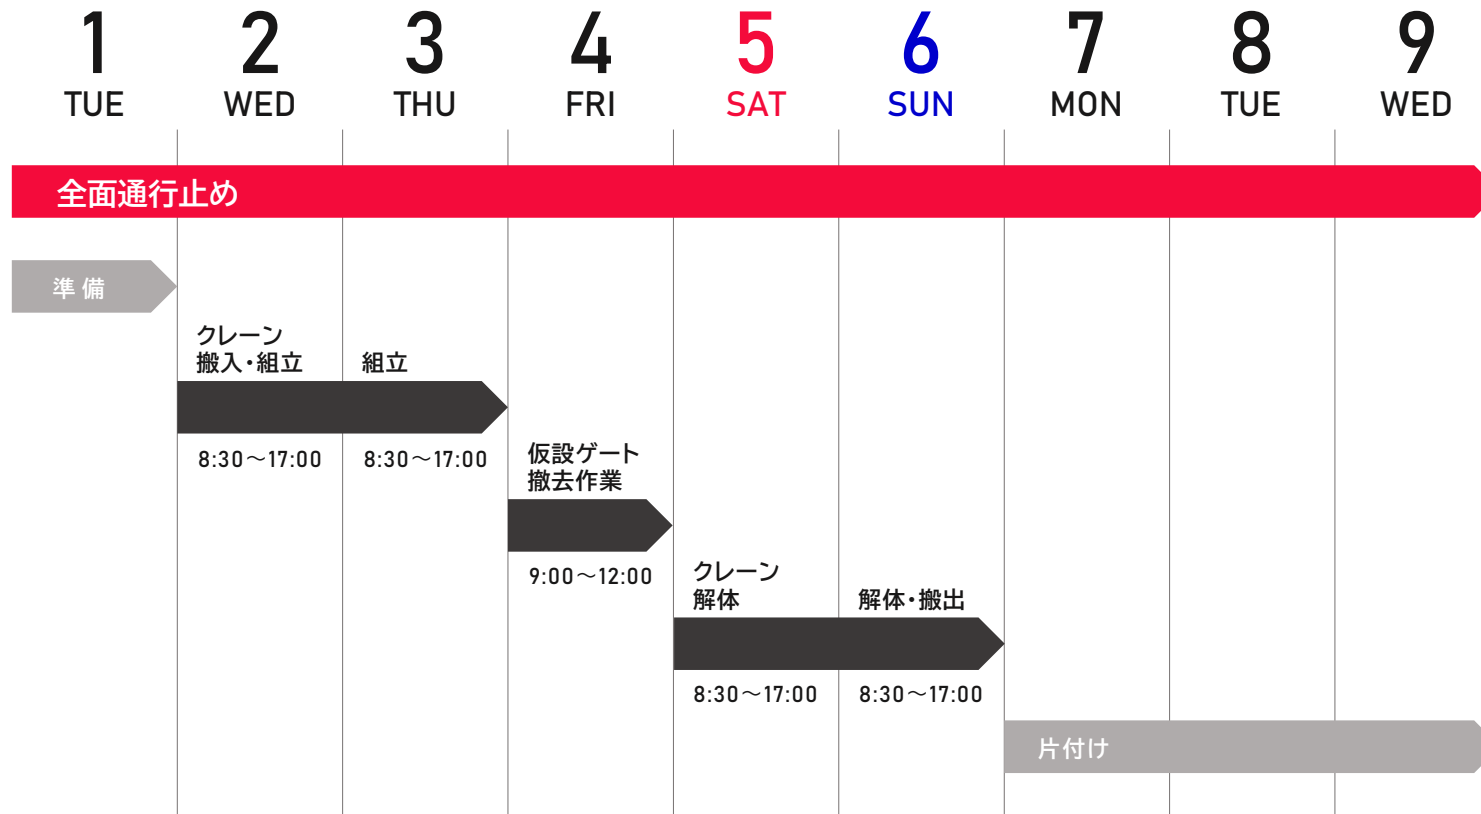 1 2 3 4 5 6 7 8 9
TUE WED THU FRI SAT SUN MON TUE WED
全面通行止め
準備
クレーン
搬入・組立 組立
8:30〜17:00 8:30〜17:00
仮設ゲート
撤去作業
9:00〜12:00
クレーン
解体 解体・搬出
8:30〜17:00 8:30〜17:00
片付け